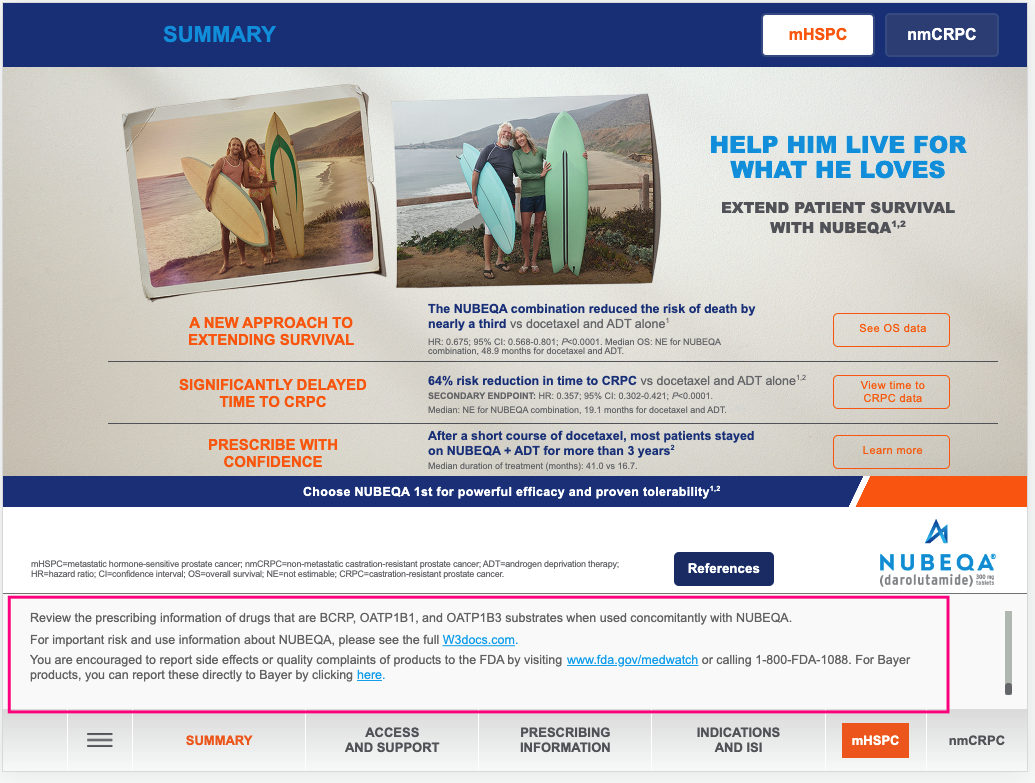 SUMMARY
mHSPC
nmCRPC
HELP HIM LIVE FOR
WHAT HE LOVES
EXTEND PATIENT SURVIVAL
WITH NUBEQA1,2
A NEW APPROACH TO
EXTENDING SURVIVAL
The NUBEQA combination reduced the risk of death by
nearly a third vs docetaxel and ADT alone1
HR: 0.675; 95% CI: 0.568-0.801; P<0.0001. Median OS: NE for NUBEQA
combination, 48.9 months for docetaxel and ADT.
See OS data
SIGNIFICANTLY DELAYED
TIME TO CRPC
64% risk reduction in time to CRPC vs docetaxel and ADT alone1,2
SECONDARY ENDPOINT: HR: 0.357; 95% CI: 0.302-0.421; P<0.0001.
Median: NE for NUBEQA combination, 19.1 months for docetaxel and ADT.
View time to
CRPC data
PRESCRIBE WITH
CONFIDENCE
After a short course of docetaxel, most patients stayed
on NUBEQA + ADT for more than 3 years2
Median duration of treatment (months): 41.0 vs 16.7.
Learn more
Choose NUBEQA 1st for powerful efficacy and proven tolerability1,2
mHSPC=metastatic hormone-sensitive prostate cancer; nmCRPC=non-metastatic castration-resistant prostate cancer; ADT=androgen deprivation therapy;
HR=hazard ratio; CI=confidence interval; OS=overall survival; NE=not estimable; CRPC=castration-resistant prostate cancer.
References
NUBEQA®
(darolutamide) 300 mg tablets
Review the prescribing information of drugs that are BCRP, OATP1B1, and OATP1B3 substrates when used concomitantly with NUBEQA.
For important risk and use information about NUBEQA, please see the full W3docs.com.
You are encouraged to report side effects or quality complaints of products to the FDA by visiting www.fda.gov/medwatch or calling 1-800-FDA-1088. For Bayer
products, you can report these directly to Bayer by clicking here.
SUMMARY
ACCESS
AND SUPPORT
PRESCRIBING
INFORMATION
INDICATIONS
AND ISI
mHSPC
nmCRPC